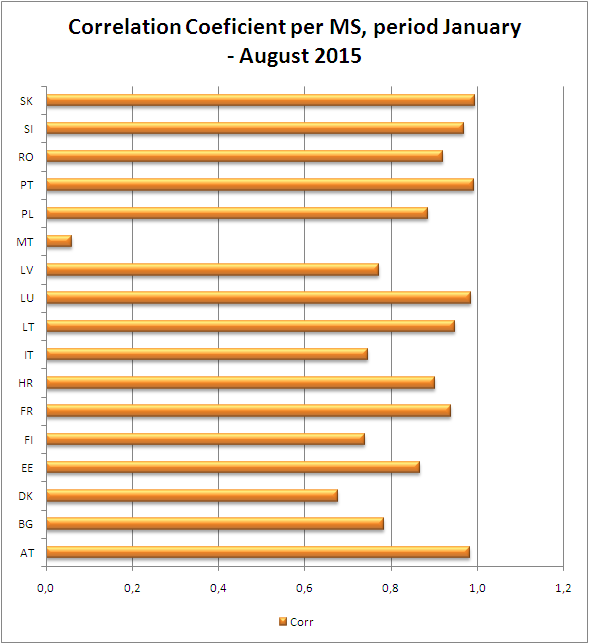 Correlation Coeficient per MS, period January
- August 2015
SK
SI
RO
PT
PL
MT
LV
LU
LT
IT
HR
FR
FI
EE
DK
BG
AT
0,0 0,2 0,4 0,6 0,8 1,0 1,2
Corr